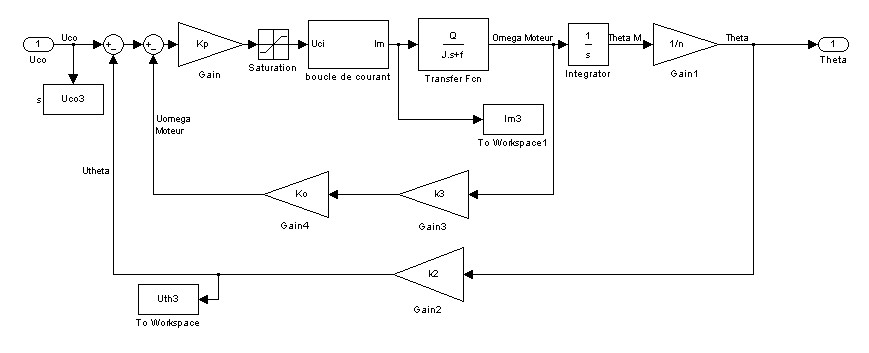 1
Uco
Uco
s
Uco3
+
-
+
-
Kp
Gain
Saturation
Uci
Im
boucle de courant
Q
J.s+f
Transfer Fcn
Omega Moteur
1
s
Integrator
Theta M
1/n
Gain1
Theta
1
Theta
Im3
To Workspace1
Uomega
Moteur
Utheta
Ko
Gain4
k3
Gain3
k2
Gain2
Uth3
To Workspace